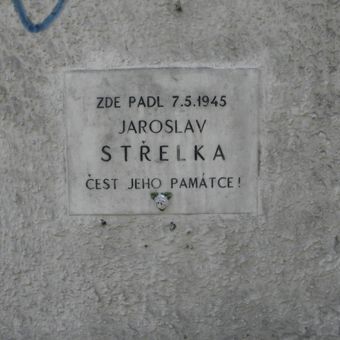 ZDE PADL 7.5.1945
JAROSLAV
STŘELKA
ČEST JEHO PAMÁTCE!